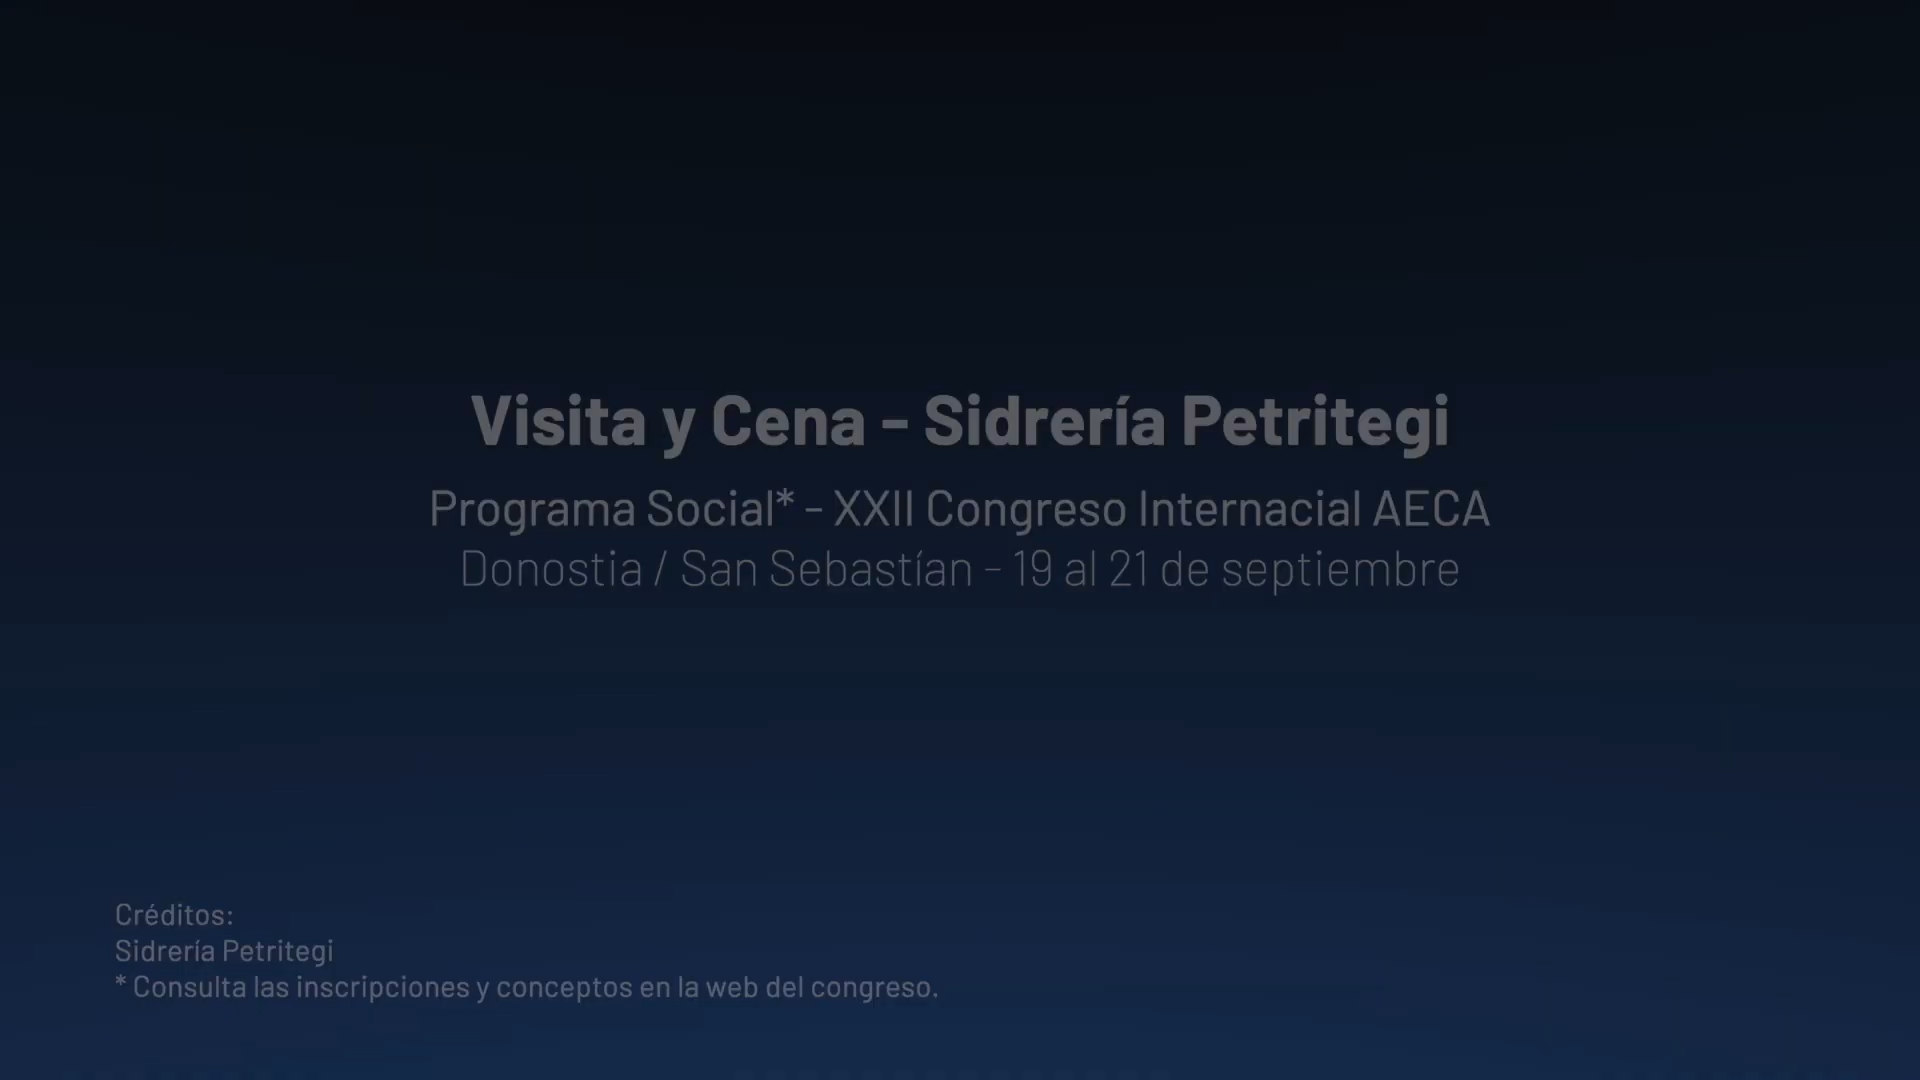 Visita y Cena - Sidrería Petritegi
Programa Social* - XXII Congreso Internacial AECA
Donostia / San Sebastían - 19 al 21 de septiembre
Créditos:
Sidrería Petritegi
* Consulta las inscripciones y conceptos en la web del congreso.